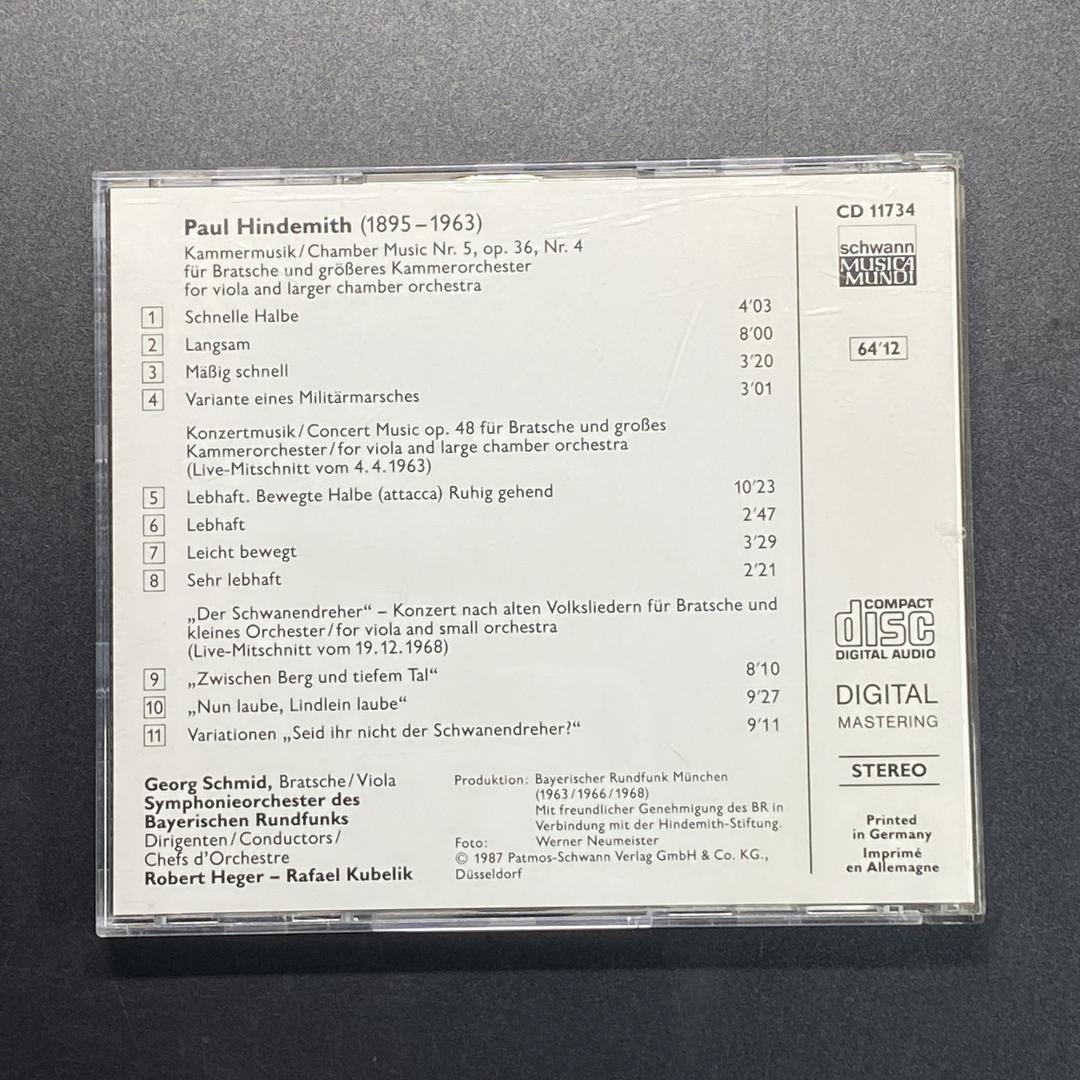 Paul Hindemith (1895–1963)
Kammermusik/Chamber Music Nr. 5, op. 36, Nr. 4
für Bratsche und größeres Kammerorchester
for viola and larger chamber orchestra
1 Schnelle Halbe 4'03
2 Langsam 8'00
3 Mäßig schnell 3'20
4 Variante eines Militärmarsches 3'01
Konzertmusik/Concert Music op. 48 für Bratsche und großes
Kammerorchester/for viola and large chamber orchestra
(Live-Mitschnitt vom 4.4.1963)
5 Lebhaft. Bewegte Halbe (attacca) Ruhig gehend 10'23
6 Lebhaft 2'47
7 Leicht bewegt 3'29
8 Sehr lebhaft 2'21
„Der Schwanendreher“ – Konzert nach alten Volksliedern für Bratsche und
kleines Orchester/for viola and small orchestra
(Live-Mitschnitt vom 19.12.1968)
9 „Zwischen Berg und tiefem Tal“ 8'10
10 „Nun laube, Lindlein laube“ 9'27
11 Variationen „Seid ihr nicht der Schwanendreher?“ 9'11
Georg Schmid, Bratsche/Viola
Symphonieorchester des
Bayerischen Rundfunks
Dirigenten/Conductors/
Chefs d'Orchestre
Robert Heger – Rafael Kubelik
Produktion: Bayerischer Rundfunk München
(1963/1966/1968)
Mit freundlicher Genehmigung des BR in
Verbindung mit der Hindemith-Stiftung.
Foto: Werner Neumeister
© 1987 Patmos-Schwann Verlag GmbH & Co. KG.,
Düsseldorf
CD 11734
schwann
MUSICA
MUNDI
64'12
COMPACT
disc
DIGITAL AUDIO
DIGITAL
MASTERING
STEREO
Printed
in Germany
Imprimé
en Allemagne